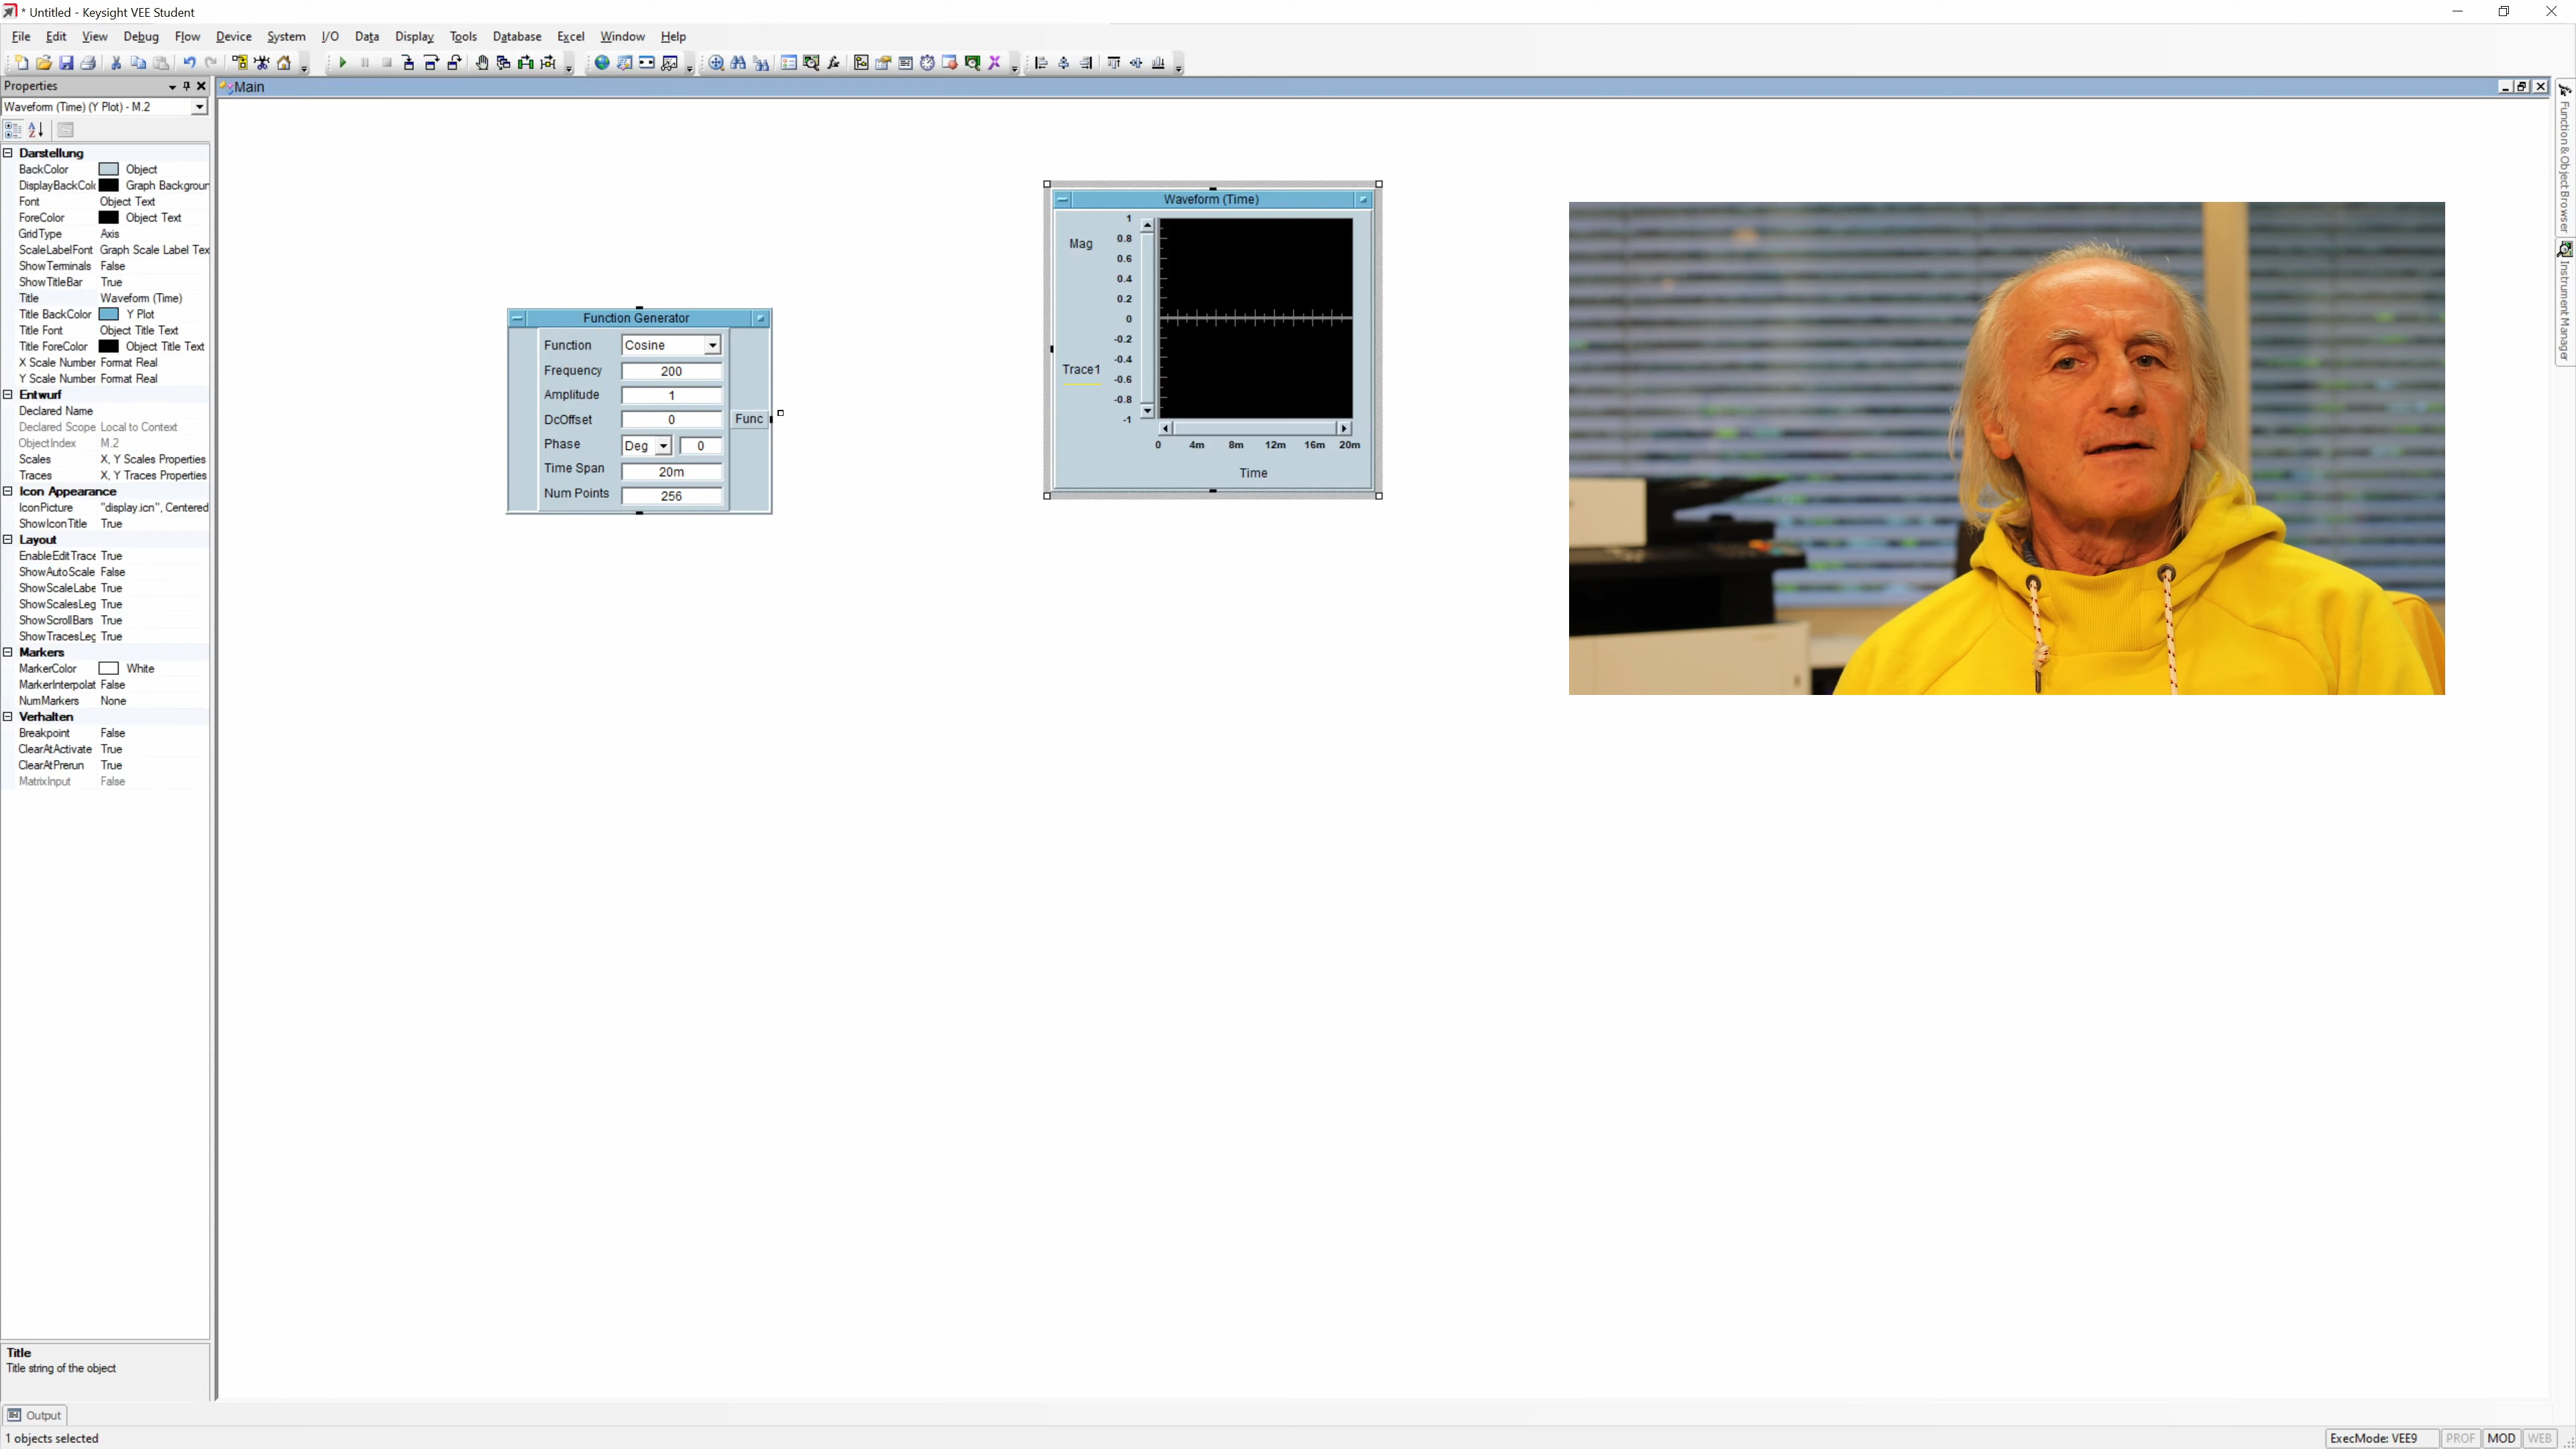 * Untitled - Keysight VEE Student
File Edit View Debug Flow Device System I/O Data Display Tools Database Excel Window Help
Properties
Main
Waveform (Time) (Y Plot) - M.2
Darstellung
BackColor Object
DisplayBackCol Graph Backgrour
Font Object Text
ForeColor Object Text
GridType Axis
ScaleLabelFont Graph Scale Label Tex
ShowTerminals False
ShowTitleBar True
Title Waveform (Time)
Title BackColor Y Plot
Title Font Object Title Text
Title ForeColor Object Title Text
X Scale Number Format Real
Y Scale Number Format Real
Entwurf
Declared Name
Declared Scope Local to Context
ObjectIndex M.2
Scales X, Y Scales Properties
Traces X, Y Traces Properties
Icon Appearance
IconPicture "display.icn", Centered
ShowIconTitle True
Layout
EnableEditTrace True
ShowAutoScale False
ShowScaleLabe True
ShowScalesLeg True
ShowScrollBars True
ShowTracesLeg True
Markers
MarkerColor White
MarkerInterpolat False
NumMarkers None
Verhalten
Breakpoint False
ClearAtActivate True
ClearAtPrerun True
MatrixInput False
Title
Title string of the object
Function Generator
Function Cosine
Frequency 200
Amplitude 1
DcOffset 0
Func
Phase Deg 0
Time Span 20m
Num Points 256
Waveform (Time)
Mag
Trace1
1
0.8
0.6
0.4
0.2
0
-0.2
-0.4
-0.6
-0.8
-1
0 4m 8m 12m 16m 20m
Time
Function & Object Browser
Instrument Manager
Output
1 objects selected
ExecMode: VEE9 PROF MOD WEB